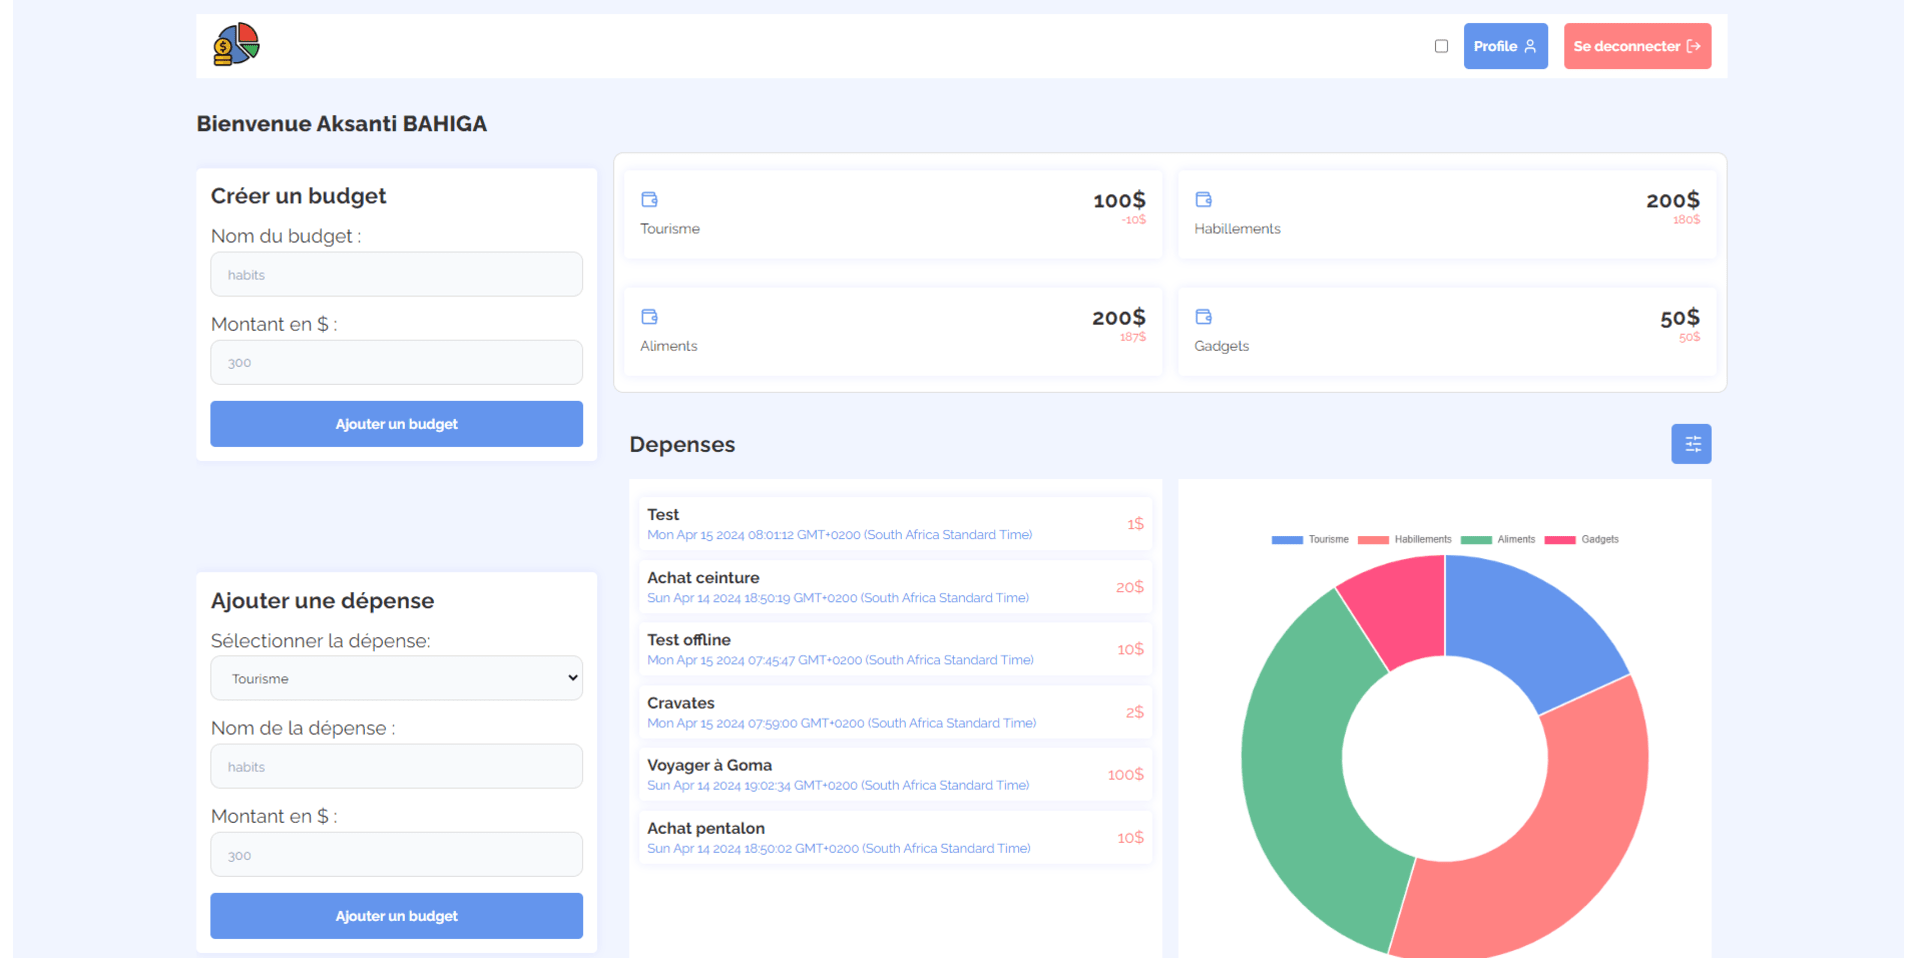 $
Profile
Se deconnecter
Bienvenue Aksanti BAHIGA
Créer un budget
Nom du budget :
habits
Montant en $ :
300
Ajouter un budget
Ajouter une dépense
Sélectionner la dépense:
Tourisme
Nom de la dépense :
habits
Montant en $ :
300
Ajouter un budget
100$
-10$
Tourisme
200$
180$
Habillements
200$
187$
Aliments
50$
50$
Gadgets
Depenses
Test
Mon Apr 15 2024 08:01:12 GMT+0200 (South Africa Standard Time)
1$
Achat ceinture
Sun Apr 14 2024 18:50:19 GMT+0200 (South Africa Standard Time)
20$
Test offline
Mon Apr 15 2024 07:45:47 GMT+0200 (South Africa Standard Time)
10$
Cravates
Mon Apr 15 2024 07:59:00 GMT+0200 (South Africa Standard Time)
2$
Voyager à Goma
Sun Apr 14 2024 19:02:34 GMT+0200 (South Africa Standard Time)
100$
Achat pentalon
Sun Apr 14 2024 18:50:02 GMT+0200 (South Africa Standard Time)
10$
Tourisme Habillements Aliments Gadgets